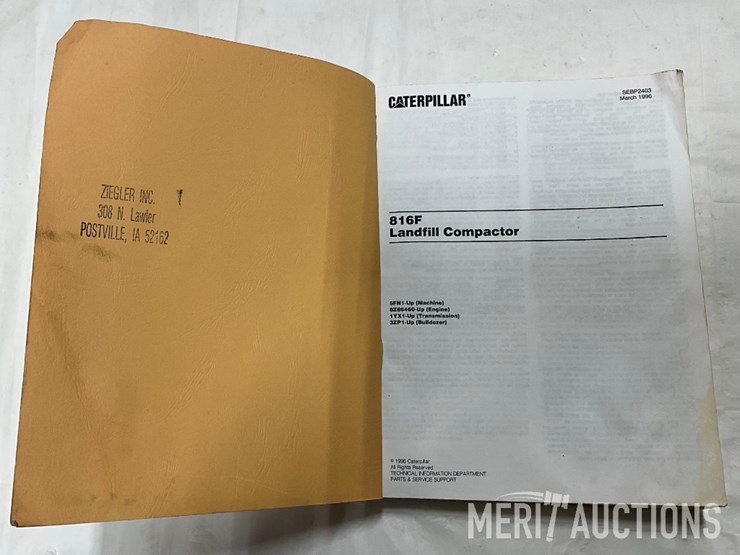 ZIEGLER INC.
308 N. Lawler
POSTVILLE, IA 52162
CATERPILLAR®
SEBP2403
March 1996
816F
Landfill Compactor
5FN1-Up (Machine)
6Z86460-Up (Engine)
1YX1-Up (Transmission)
3ZP1-Up (Bulldozer)
© 1996 Caterpillar
All Rights Reserved
TECHNICAL INFORMATION DEPARTMENT
PARTS & SERVICE SUPPORT
MERIT AUCTIONS